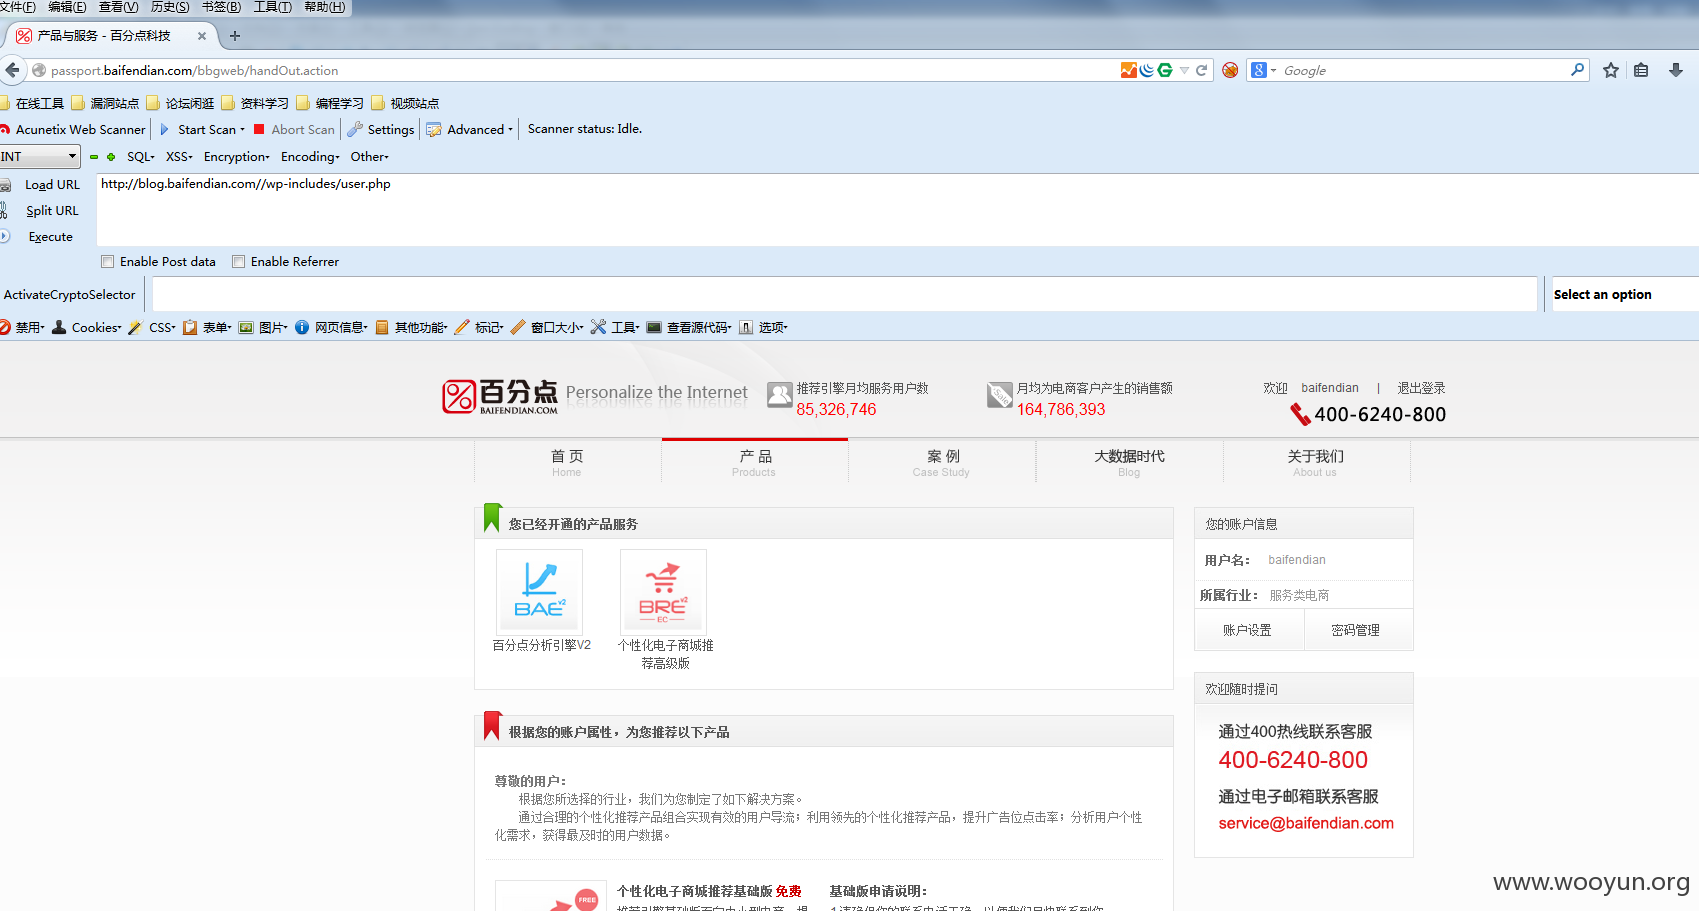 文件(F) 编辑(E) 查看(V) 历史(S) 书签(B) 工具(T) 帮助(H)
产品与服务 - 百分点科技
passport.baifendian.com/bbgweb/handOut.action
Google
在线工具 漏洞站点 论坛闲逛 资料学习 编程学习 视频站点
Acunetix Web Scanner Start Scan Abort Scan Settings Advanced Scanner status: Idle.
INT SQL XSS Encryption Encoding Other
Load URL http://blog.baifendian.com//wp-includes/user.php
Split URL
Execute
Enable Post data Enable Referrer
ActivateCryptoSelector Select an option
禁用 Cookies CSS 表单 图片 网页信息 其他功能 标记 窗口大小 工具 查看源代码 选项
百分点
BAIFENDIAN.COM
Personalize the Internet
推荐引擎月均服务用户数
85,326,746
Sale
月均为电商客户产生的销售额
164,786,393
欢迎 baifendian | 退出登录
400-6240-800
首 页 产 品 案 例 大数据时代 关于我们
Home Products Case Study Blog About us
您已经开通的产品服务
BAE v2
百分点分析引擎V2
BRE v2
EC
个性化电子商城推
荐高级版
您的账户信息
用户名： baifendian
所属行业： 服务类电商
账户设置 密码管理
欢迎随时提问
通过400热线联系客服
400-6240-800
通过电子邮箱联系客服
service@baifendian.com
根据您的账户属性，为您推荐以下产品
尊敬的用户：
根据您所选择的行业，我们为您制定了如下解决方案。
通过合理的个性化推荐产品组合实现有效的用户导流；利用领先的个性化推荐产品，提升广告位点击率；分析用户个性
化需求，获得最及时的用户数据。
FREE
个性化电子商城推荐基础版 免费
基础版申请说明：
www.wooyun.org